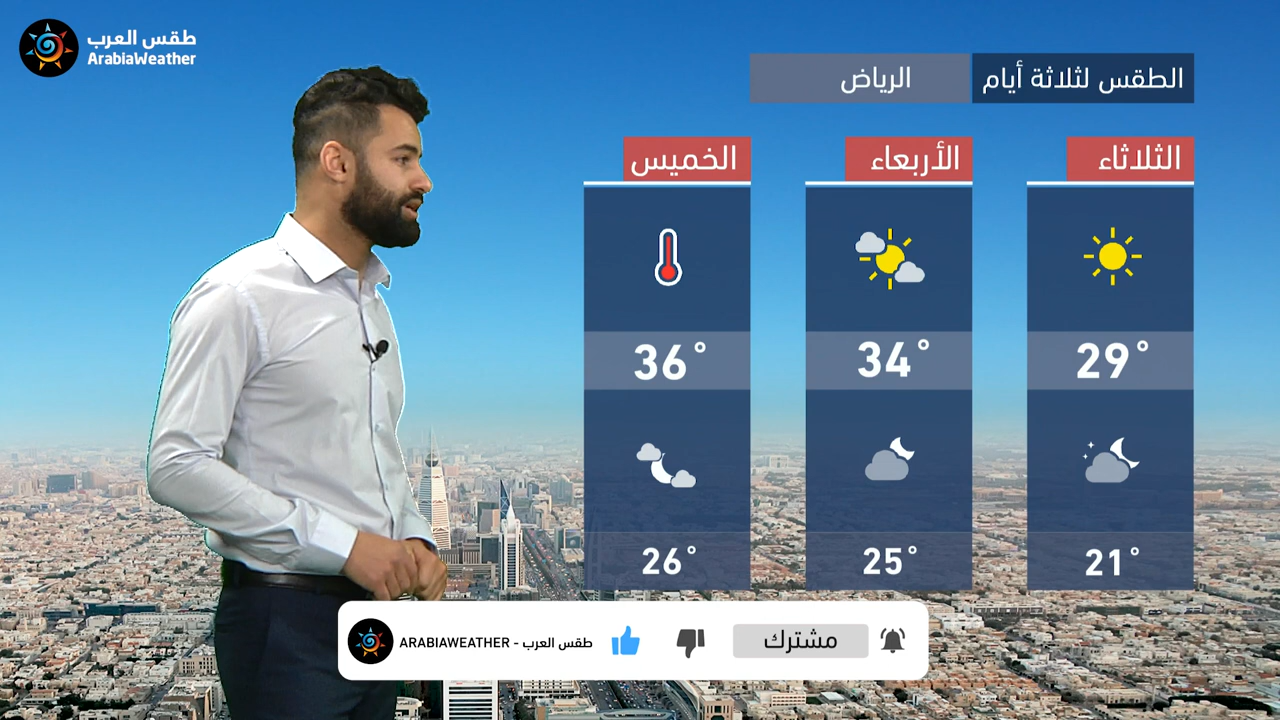 طقس العرب
ArabiaWeather
الطقس لثلاثة أيام
الرياض
الثلاثاء
الأربعاء
الخميس
29°
34°
36°
21°
25°
26°
ARABIAWEATHER - طقس العرب
مشترك